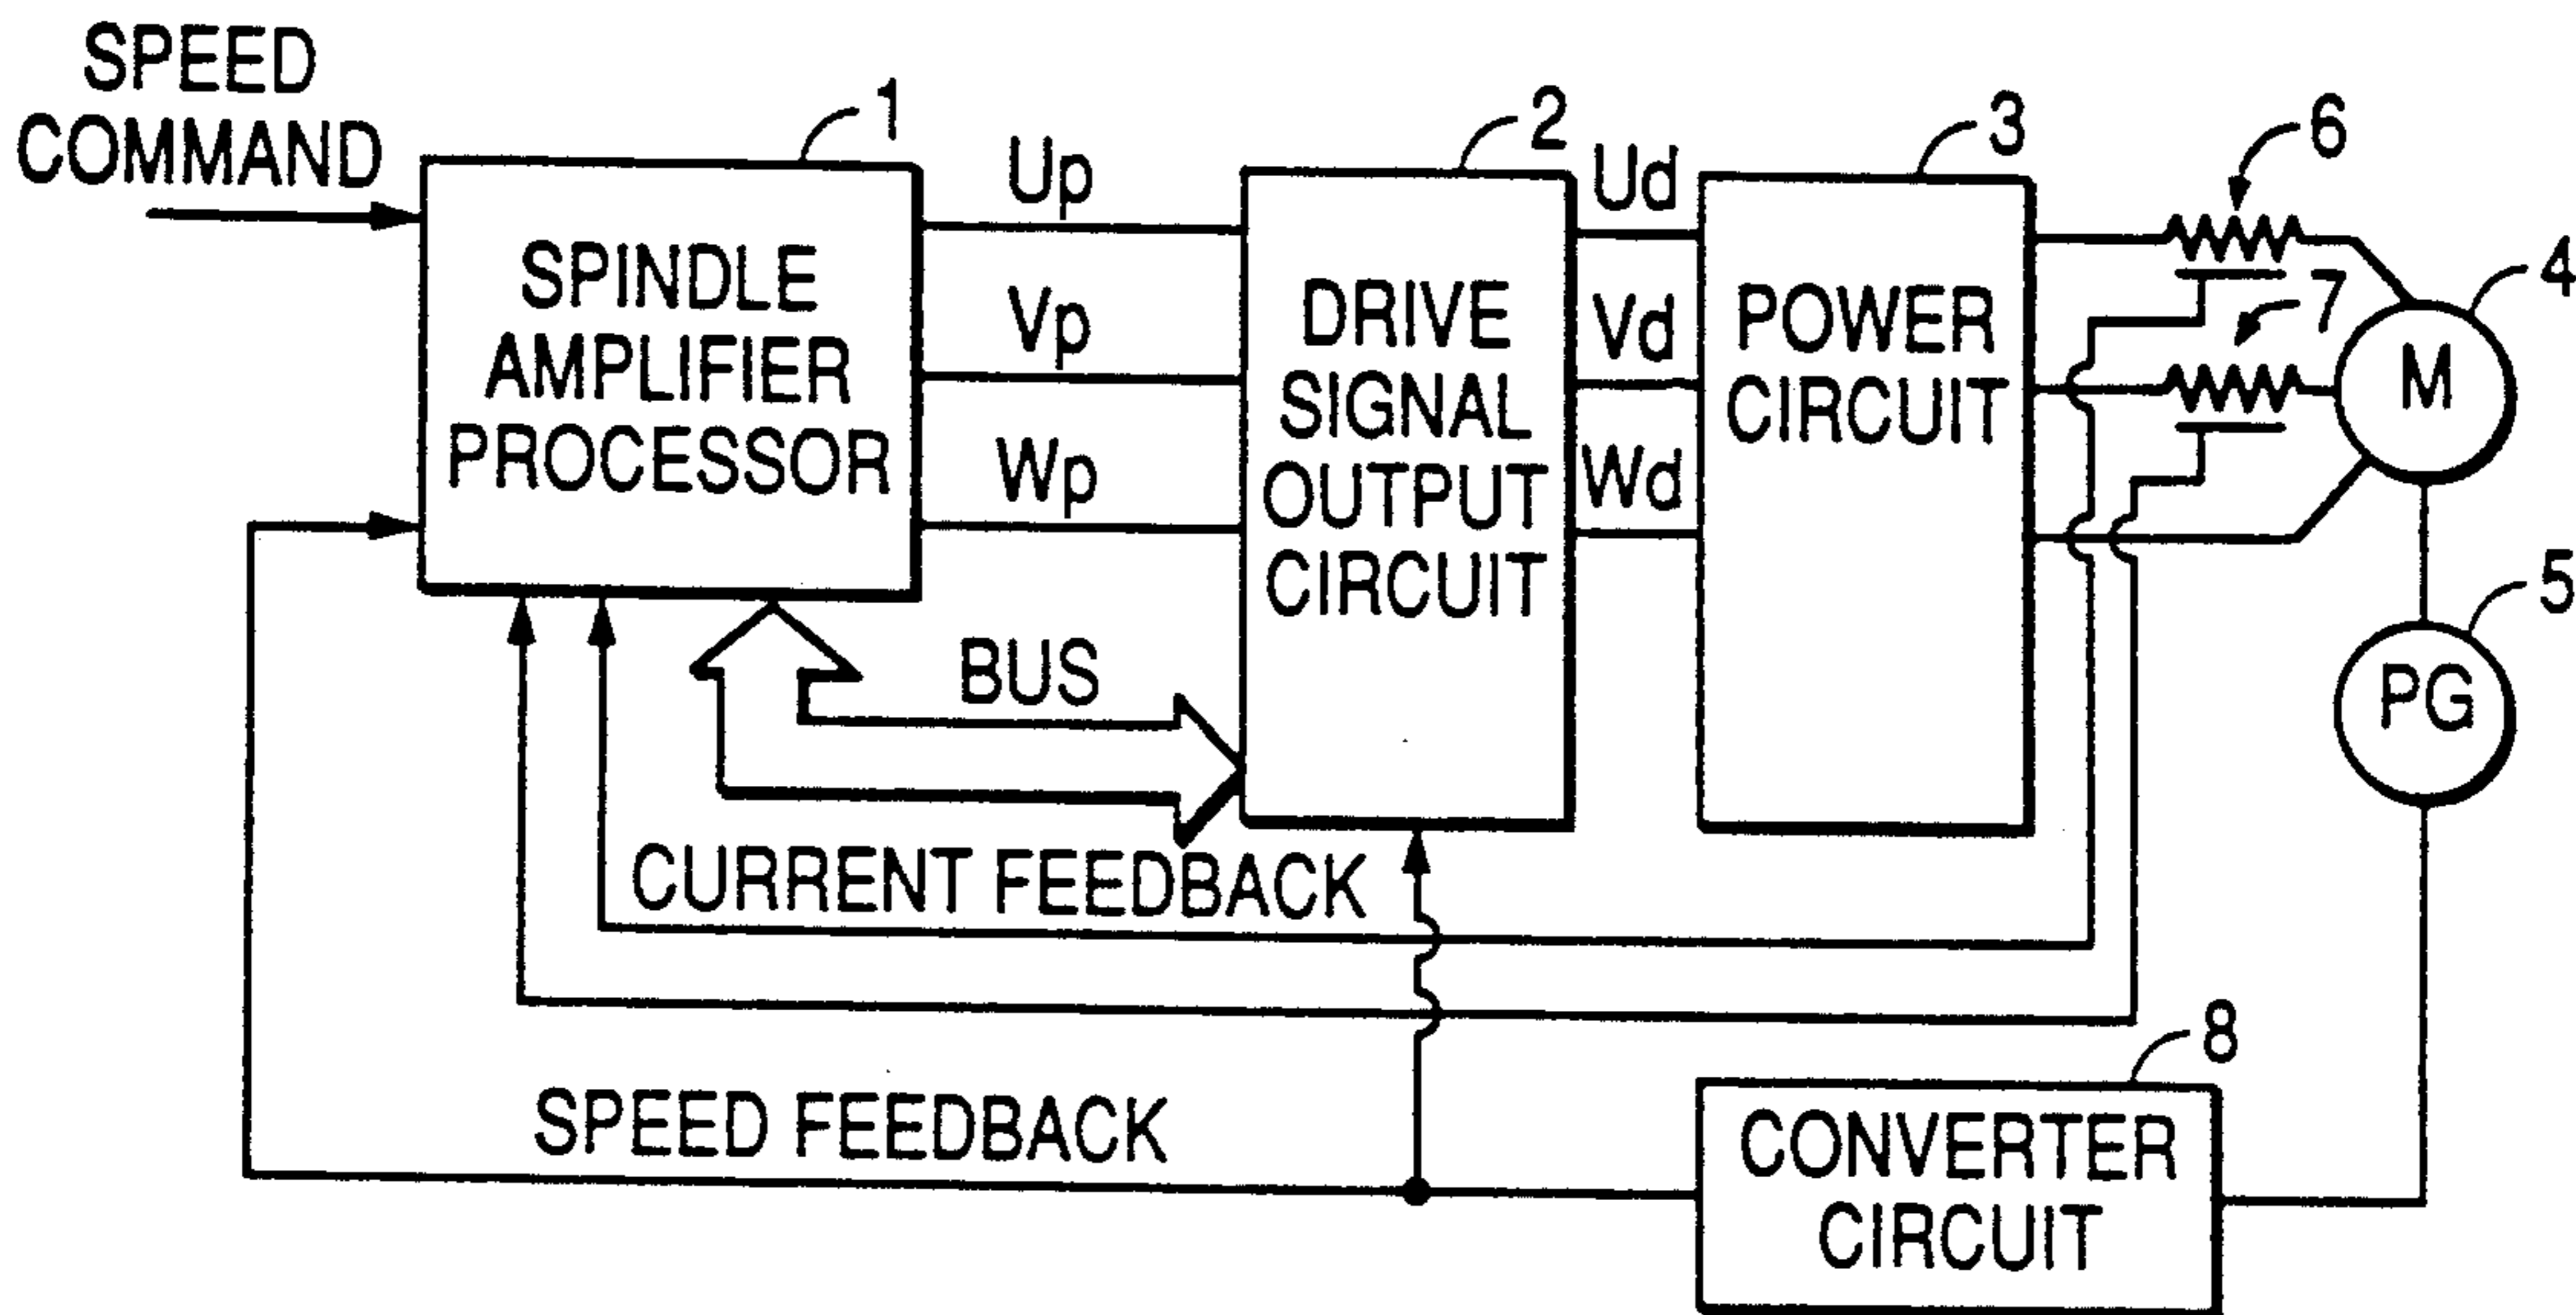 SPEED
COMMAND
1
2
3
6
4
7
5
8
Up
Vp
Wp
Ud
Vd
Wd
SPINDLE
AMPLIFIER
PROCESSOR
DRIVE
SIGNAL
OUTPUT
CIRCUIT
POWER
CIRCUIT
M
PG
BUS
CURRENT FEEDBACK
SPEED FEEDBACK
CONVERTER
CIRCUIT